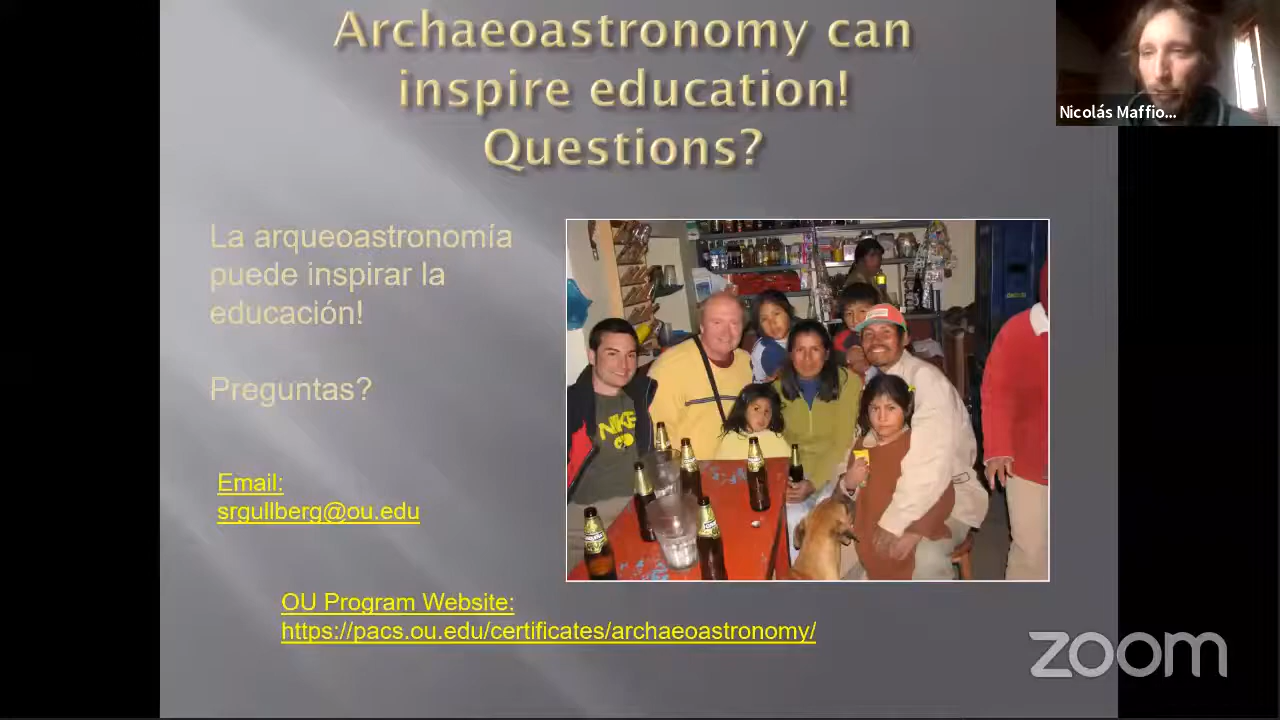 Archaeoastronomy can
inspire education!
Questions?
Nicolás Maffio...
La arqueoastronomía
puede inspirar la
educación!
Preguntas?
NIKE
Email:
srgullberg@ou.edu
OU Program Website:
https://pacs.ou.edu/certificates/archaeoastronomy/
zoom